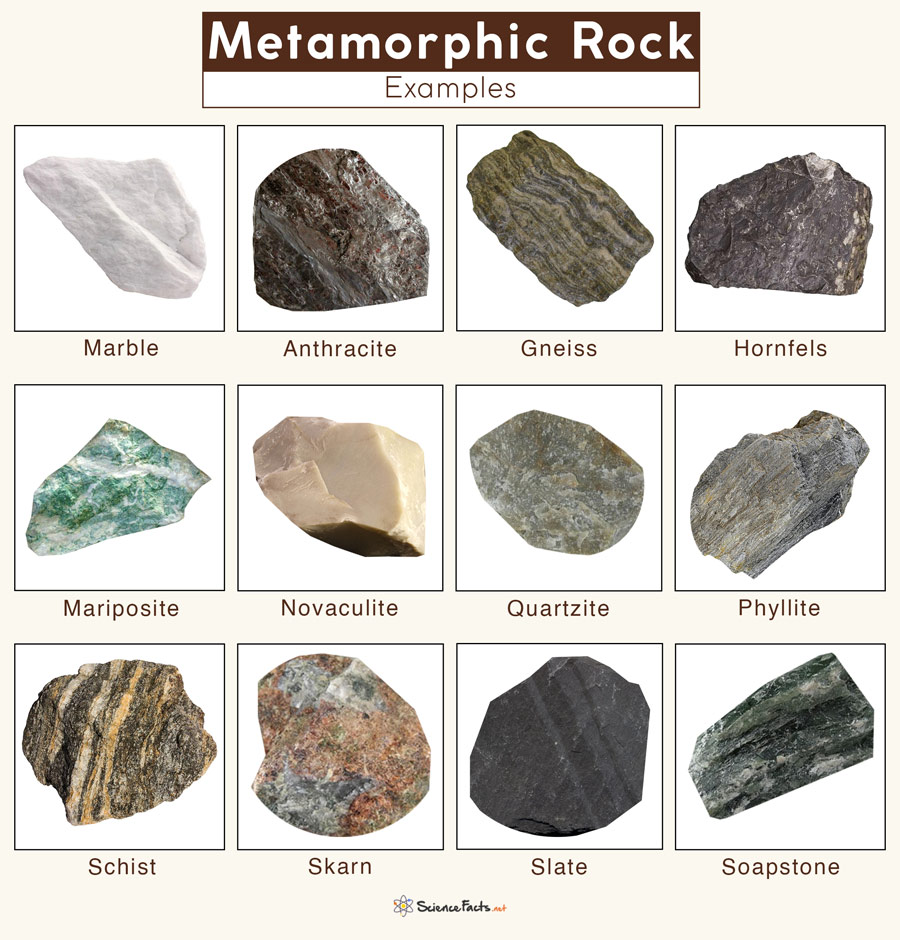 Metamorphic Rock
Examples
Marble
Anthracite
Gneiss
Hornfels
Mariposite
Novaculite
Quartzite
Phyllite
Schist
Skarn
Slate
Soapstone
ScienceFacts.net